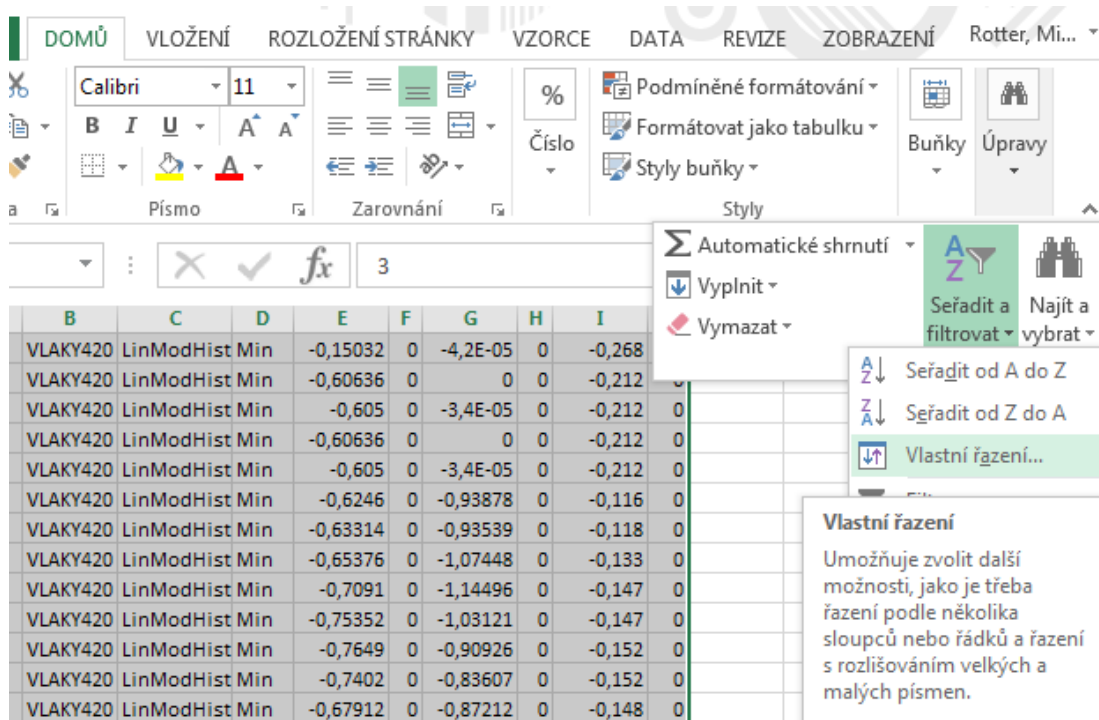 DOMŮ VLOŽENÍ ROZLOŽENÍ STRÁNKY VZORCE DATA REVIZE ZOBRAZENÍ Rotter, Mi...
Calibri 11
B I U A A
A
% Číslo
Podmíněné formátování
Formátovat jako tabulku
Styly buňky
Buňky Úpravy
a Písmo Zarovnání Styly
fx 3
Σ Automatické shrnutí
Vyplnit
Vymazat
Seřadit a
filtrovat
Najít a
vybrat
A Z Seřadit od A do Z
Z A Seřadit od Z do A
Vlastní řazení...
Vlastní řazení
Umožňuje zvolit další
možnosti, jako je třeba
řazení podle několika
sloupců nebo řádků a řazení
s rozlišováním velkých a
malých písmen.
B C D E F G H I
VLAKY420 LinModHist Min -0,15032 0 -4,2E-05 0 -0,268
VLAKY420 LinModHist Min -0,60636 0 0 0 -0,212 0
VLAKY420 LinModHist Min -0,605 0 -3,4E-05 0 -0,212 0
VLAKY420 LinModHist Min -0,60636 0 0 0 -0,212 0
VLAKY420 LinModHist Min -0,605 0 -3,4E-05 0 -0,212 0
VLAKY420 LinModHist Min -0,6246 0 -0,93878 0 -0,116 0
VLAKY420 LinModHist Min -0,63314 0 -0,93539 0 -0,118 0
VLAKY420 LinModHist Min -0,65376 0 -1,07448 0 -0,133 0
VLAKY420 LinModHist Min -0,7091 0 -1,14496 0 -0,147 0
VLAKY420 LinModHist Min -0,75352 0 -1,03121 0 -0,147 0
VLAKY420 LinModHist Min -0,7649 0 -0,90926 0 -0,152 0
VLAKY420 LinModHist Min -0,7402 0 -0,83607 0 -0,152 0
VLAKY420 LinModHist Min -0,67912 0 -0,87212 0 -0,148 0